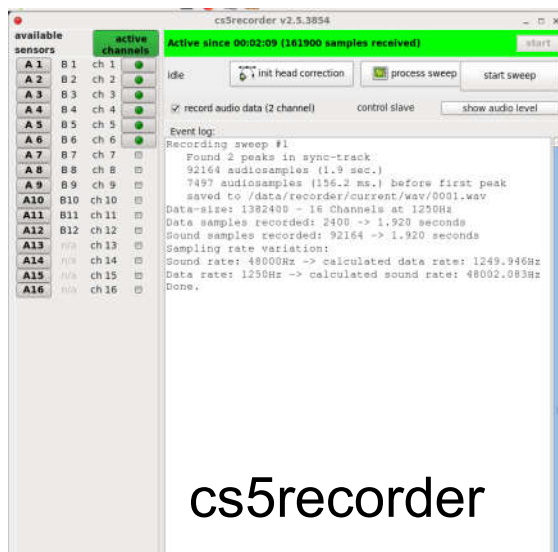 cs5recorder v2.5.3854
available sensors
active channels
Active since 00:02:09 (161900 samples received)
start
A 1 B 1 ch 1
A 2 B 2 ch 2
A 3 B 3 ch 3
A 4 B 4 ch 4
A 5 B 5 ch 5
A 6 B 6 ch 6
A 7 B 7 ch 7
A 8 B 8 ch 8
A 9 B 9 ch 9
A10 B10 ch 10
A11 B11 ch 11
A12 B12 ch 12
A13 n/a ch 13
A14 n/a ch 14
A15 n/a ch 15
A16 n/a ch 16
idle
init head correction
process sweep
start sweep
record audio data (2 channel)
control slave
show audio level
Event log:
Recording sweep #1
Found 2 peaks in sync-track
92164 audiosamples (1.9 sec.)
7497 audiosamples (156.2 ms.) before first peak
saved to /data/recorder/current/wav/0001.wav
Data-size: 1382400 - 16 Channels at 1250Hz
Data samples recorded: 2400 -> 1.920 seconds
Sound samples recorded: 92164 -> 1.920 seconds
Sampling rate variation:
Sound rate: 48000Hz -> calculated data rate: 1249.946Hz
Data rate: 1250Hz -> calculated sound rate: 48002.083Hz
Done.
cs5recorder